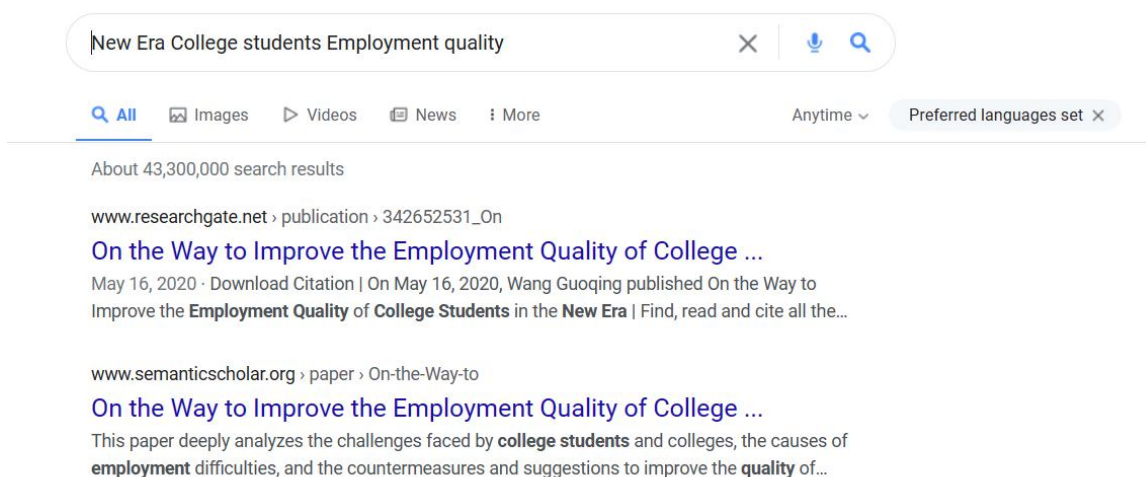 New Era College students Employment quality
All Images Videos News More Anytime Preferred languages set
About 43,300,000 search results
www.researchgate.net › publication › 342652531_On
On the Way to Improve the Employment Quality of College ...
May 16, 2020 · Download Citation | On May 16, 2020, Wang Guoqing published On the Way to
Improve the Employment Quality of College Students in the New Era | Find, read and cite all the…
www.semanticscholar.org › paper › On-the-Way-to
On the Way to Improve the Employment Quality of College ...
This paper deeply analyzes the challenges faced by college students and colleges, the causes of
employment difficulties, and the countermeasures and suggestions to improve the quality of…